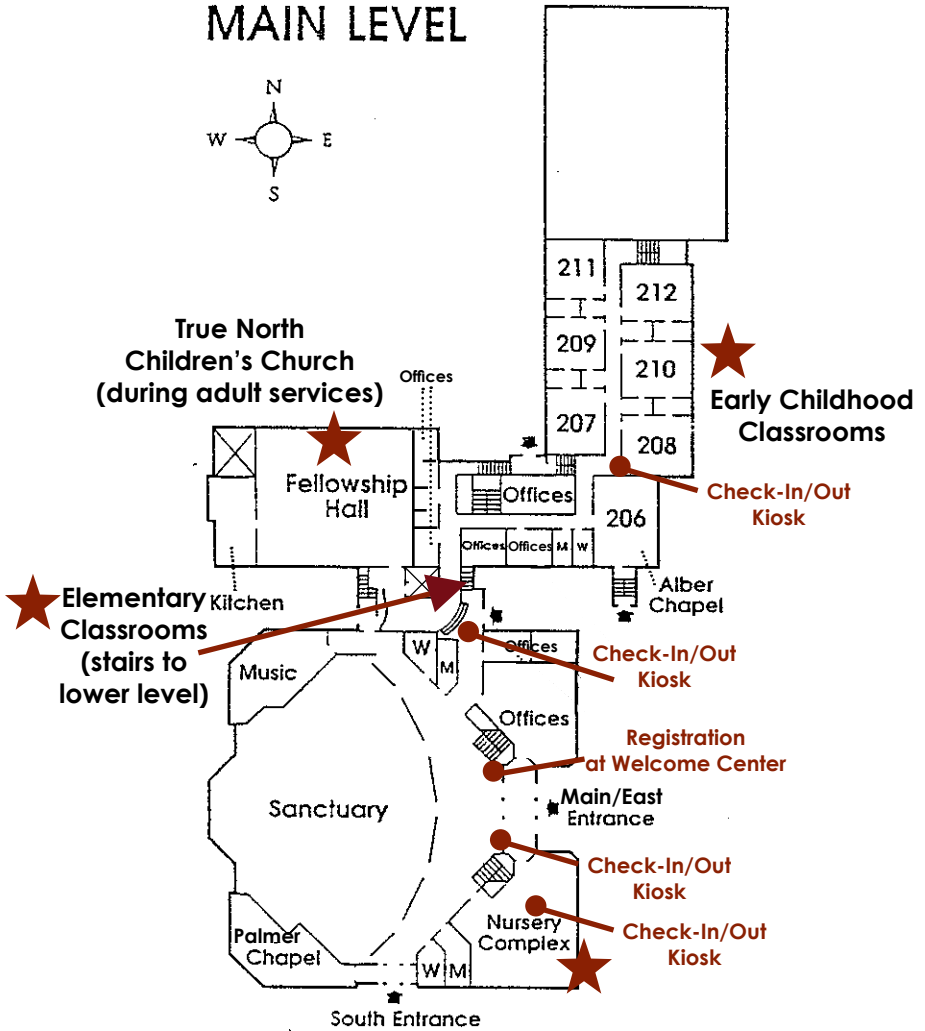 MAIN LEVEL
N
W E
S
211
212
True North
Children's Church
(during adult services)
209
210
Offices
Early Childhood
Classrooms
207
208
Fellowship
Hall
Offices
Check-In/Out
Kiosk
206
Offices
Offices
M
W
Kitchen
Alber
Chapel
Elementary
Classrooms
(stairs to
lower level)
W
M
Offices
Check-In/Out
Kiosk
Music
Offices
Registration
at Welcome Center
Sanctuary
Main/East
Entrance
Check-In/Out
Kiosk
Nursery
Complex
Check-In/Out
Kiosk
Palmer
Chapel
W
M
South Entrance